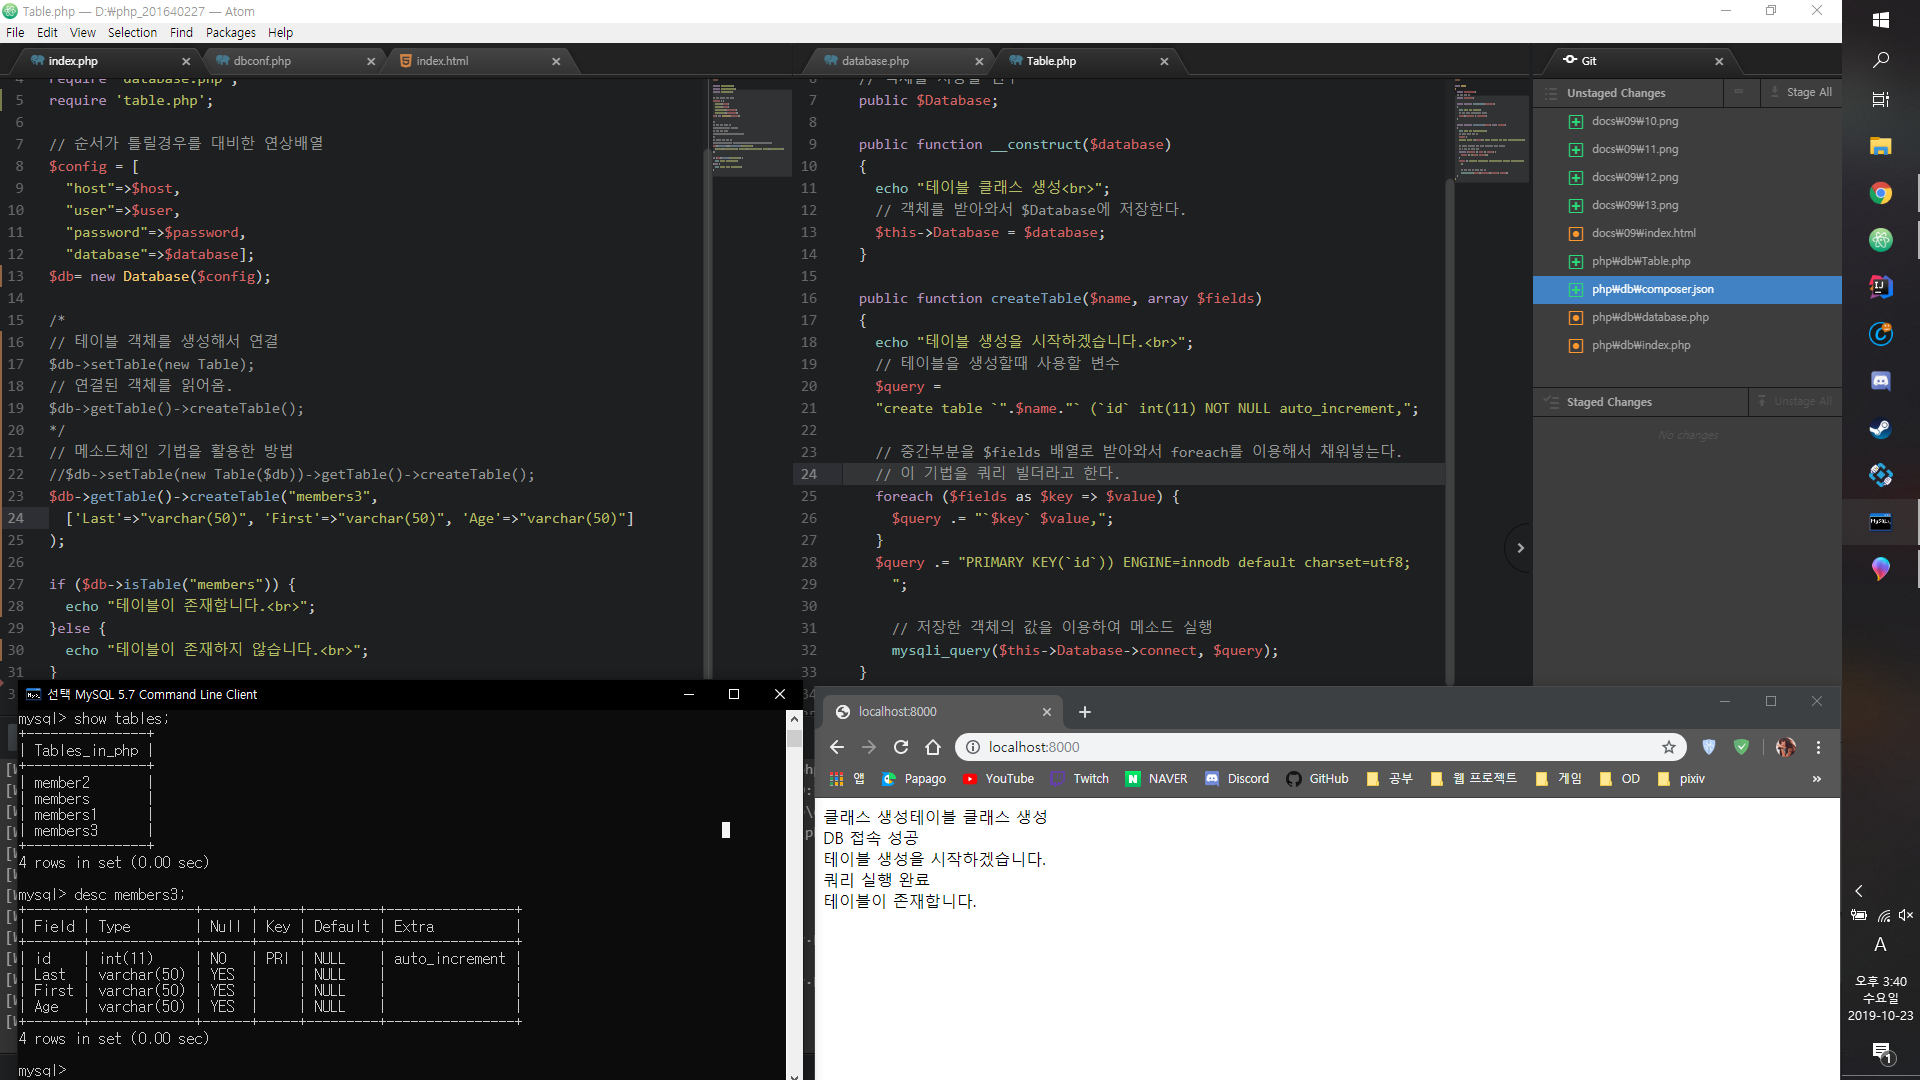 Table.php — D:₩php_201640227 — Atom
File Edit View Selection Find Packages Help
index.php
dbconf.php
index.html
require 'database.php';
5 require 'table.php';
6
7 // 순서가 틀릴경우를 대비한 연상배열
8 $config = [
9 "host"=>$host,
10 "user"=>$user,
11 "password"=>$password,
12 "database"=>$database];
13 $db= new Database($config);
14
15 /*
16 // 테이블 객체를 생성해서 연결
17 $db->setTable(new Table);
18 // 연결된 객체를 읽어옴.
19 $db->getTable()->createTable();
20 */
21 // 메소드체인 기법을 활용한 방법
22 //$db->setTable(new Table($db))->getTable()->createTable();
23 $db->getTable()->createTable("members3",
24 ['Last'=>"varchar(50)", 'First'=>"varchar(50)", 'Age'=>"varchar(50)"]
25 );
26
27 if ($db->isTable("members")) {
28 echo "테이블이 존재합니다.<br>";
29 }else {
30 echo "테이블이 존재하지 않습니다.<br>";
31 }
database.php
Table.php
7 public $Database;
8
9 public function __construct($database)
10 {
11 echo "테이블 클래스 생성<br>";
12 // 객체를 받아와서 $Database에 저장한다.
13 $this->Database = $database;
14 }
15
16 public function createTable($name, array $fields)
17 {
18 echo "테이블 생성을 시작하겠습니다.<br>";
19 // 테이블을 생성할때 사용할 변수
20 $query =
21 "create table `".$name."` (`id` int(11) NOT NULL auto_increment,";
22
23 // 중간부분을 $fields 배열로 받아와서 foreach를 이용해서 채워넣는다.
24 // 이 기법을 쿼리 빌더라고 한다.
25 foreach ($fields as $key => $value) {
26 $query .= "`$key` $value,";
27 }
28 $query .= "PRIMARY KEY(`id`)) ENGINE=innodb default charset=utf8;
29 ";
30
31 // 저장한 객체의 값을 이용하여 메소드 실행
32 mysqli_query($this->Database->connect, $query);
33 }
34
Git
Unstaged Changes
Stage All
docs₩09₩10.png
docs₩09₩11.png
docs₩09₩12.png
docs₩09₩13.png
docs₩09₩index.html
php₩db₩Table.php
php₩db₩composer.json
php₩db₩database.php
php₩db₩index.php
Staged Changes
Unstage All
No changes
선택 MySQL 5.7 Command Line Client
mysql> show tables;
+---------------+
| Tables_in_php |
+---------------+
| member2 |
| members |
| members1 |
| members3 |
+---------------+
4 rows in set (0.00 sec)
mysql> desc members3;
+-------+-------------+------+-----+---------+----------------+
| Field | Type | Null | Key | Default | Extra |
+-------+-------------+------+-----+---------+----------------+
| id | int(11) | NO | PRI | NULL | auto_increment |
| Last | varchar(50) | YES | | NULL | |
| First | varchar(50) | YES | | NULL | |
| Age | varchar(50) | YES | | NULL | |
+-------+-------------+------+-----+---------+----------------+
4 rows in set (0.00 sec)
mysql>
localhost:8000
localhost:8000
앱 Papago YouTube Twitch NAVER Discord GitHub 공부 웹 프로젝트 게임 OD pixiv »
클래스 생성테이블 클래스 생성
DB 접속 성공
테이블 생성을 시작하겠습니다.
쿼리 실행 완료
테이블이 존재합니다.
A
오후 3:40
수요일
2019-10-23
1